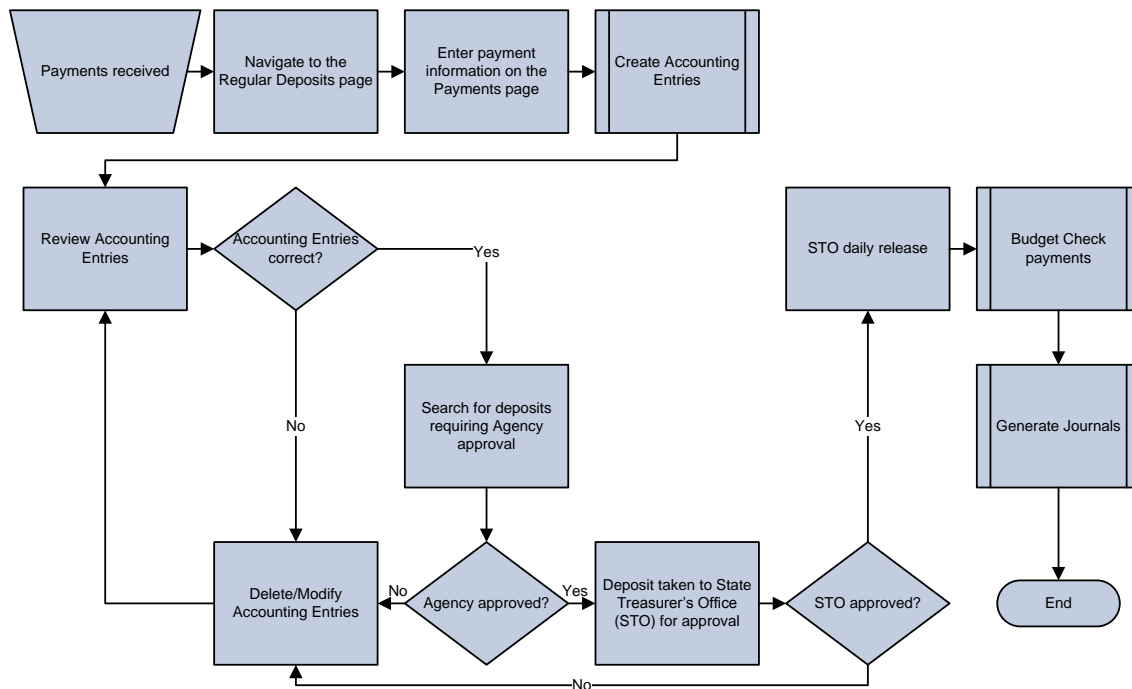 Payments received
Navigate to the
Regular Deposits page
Enter payment
information on the
Payments page
Create Accounting
Entries
Review Accounting
Entries
Accounting Entries
correct?
Yes
No
Search for deposits
requiring Agency
approval
Delete/Modify
Accounting Entries
No
Agency approved?
Yes
Deposit taken to State
Treasurer's Office
(STO) for approval
STO approved?
No
Yes
STO daily release
Budget Check
payments
Generate Journals
End